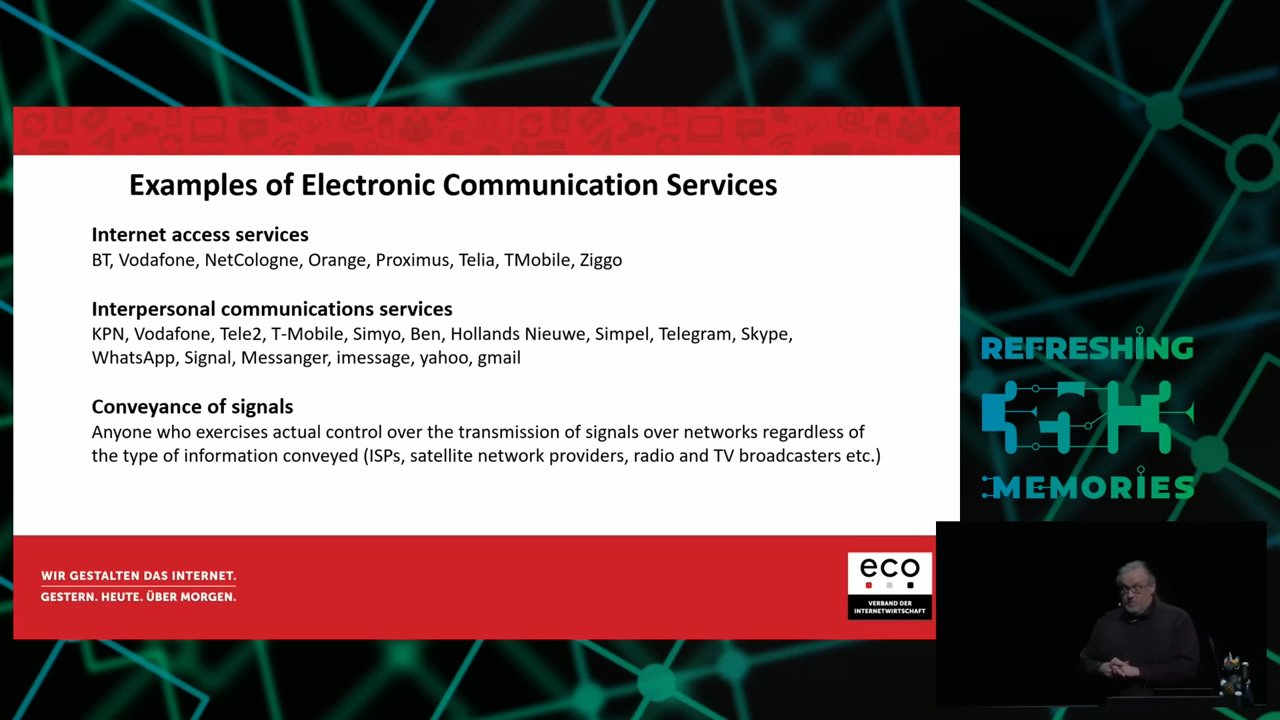 Examples of Electronic Communication Services
Internet access services
BT, Vodafone, NetCologne, Orange, Proximus, Telia, TMobile, Ziggo
Interpersonal communications services
KPN, Vodafone, Tele2, T-Mobile, Simyo, Ben, Hollands Nieuwe, Simpel, Telegram, Skype,
WhatsApp, Signal, Messanger, imessage, yahoo, gmail
Conveyance of signals
Anyone who exercises actual control over the transmission of signals over networks regardless of
the type of information conveyed (ISPs, satellite network providers, radio and TV broadcasters etc.)
WIR GESTALTEN DAS INTERNET.
GESTERN. HEUTE. ÜBER MORGEN.
eco
VERBAND DER
INTERNETWIRTSCHAFT
REFRESHING
MEMORIES